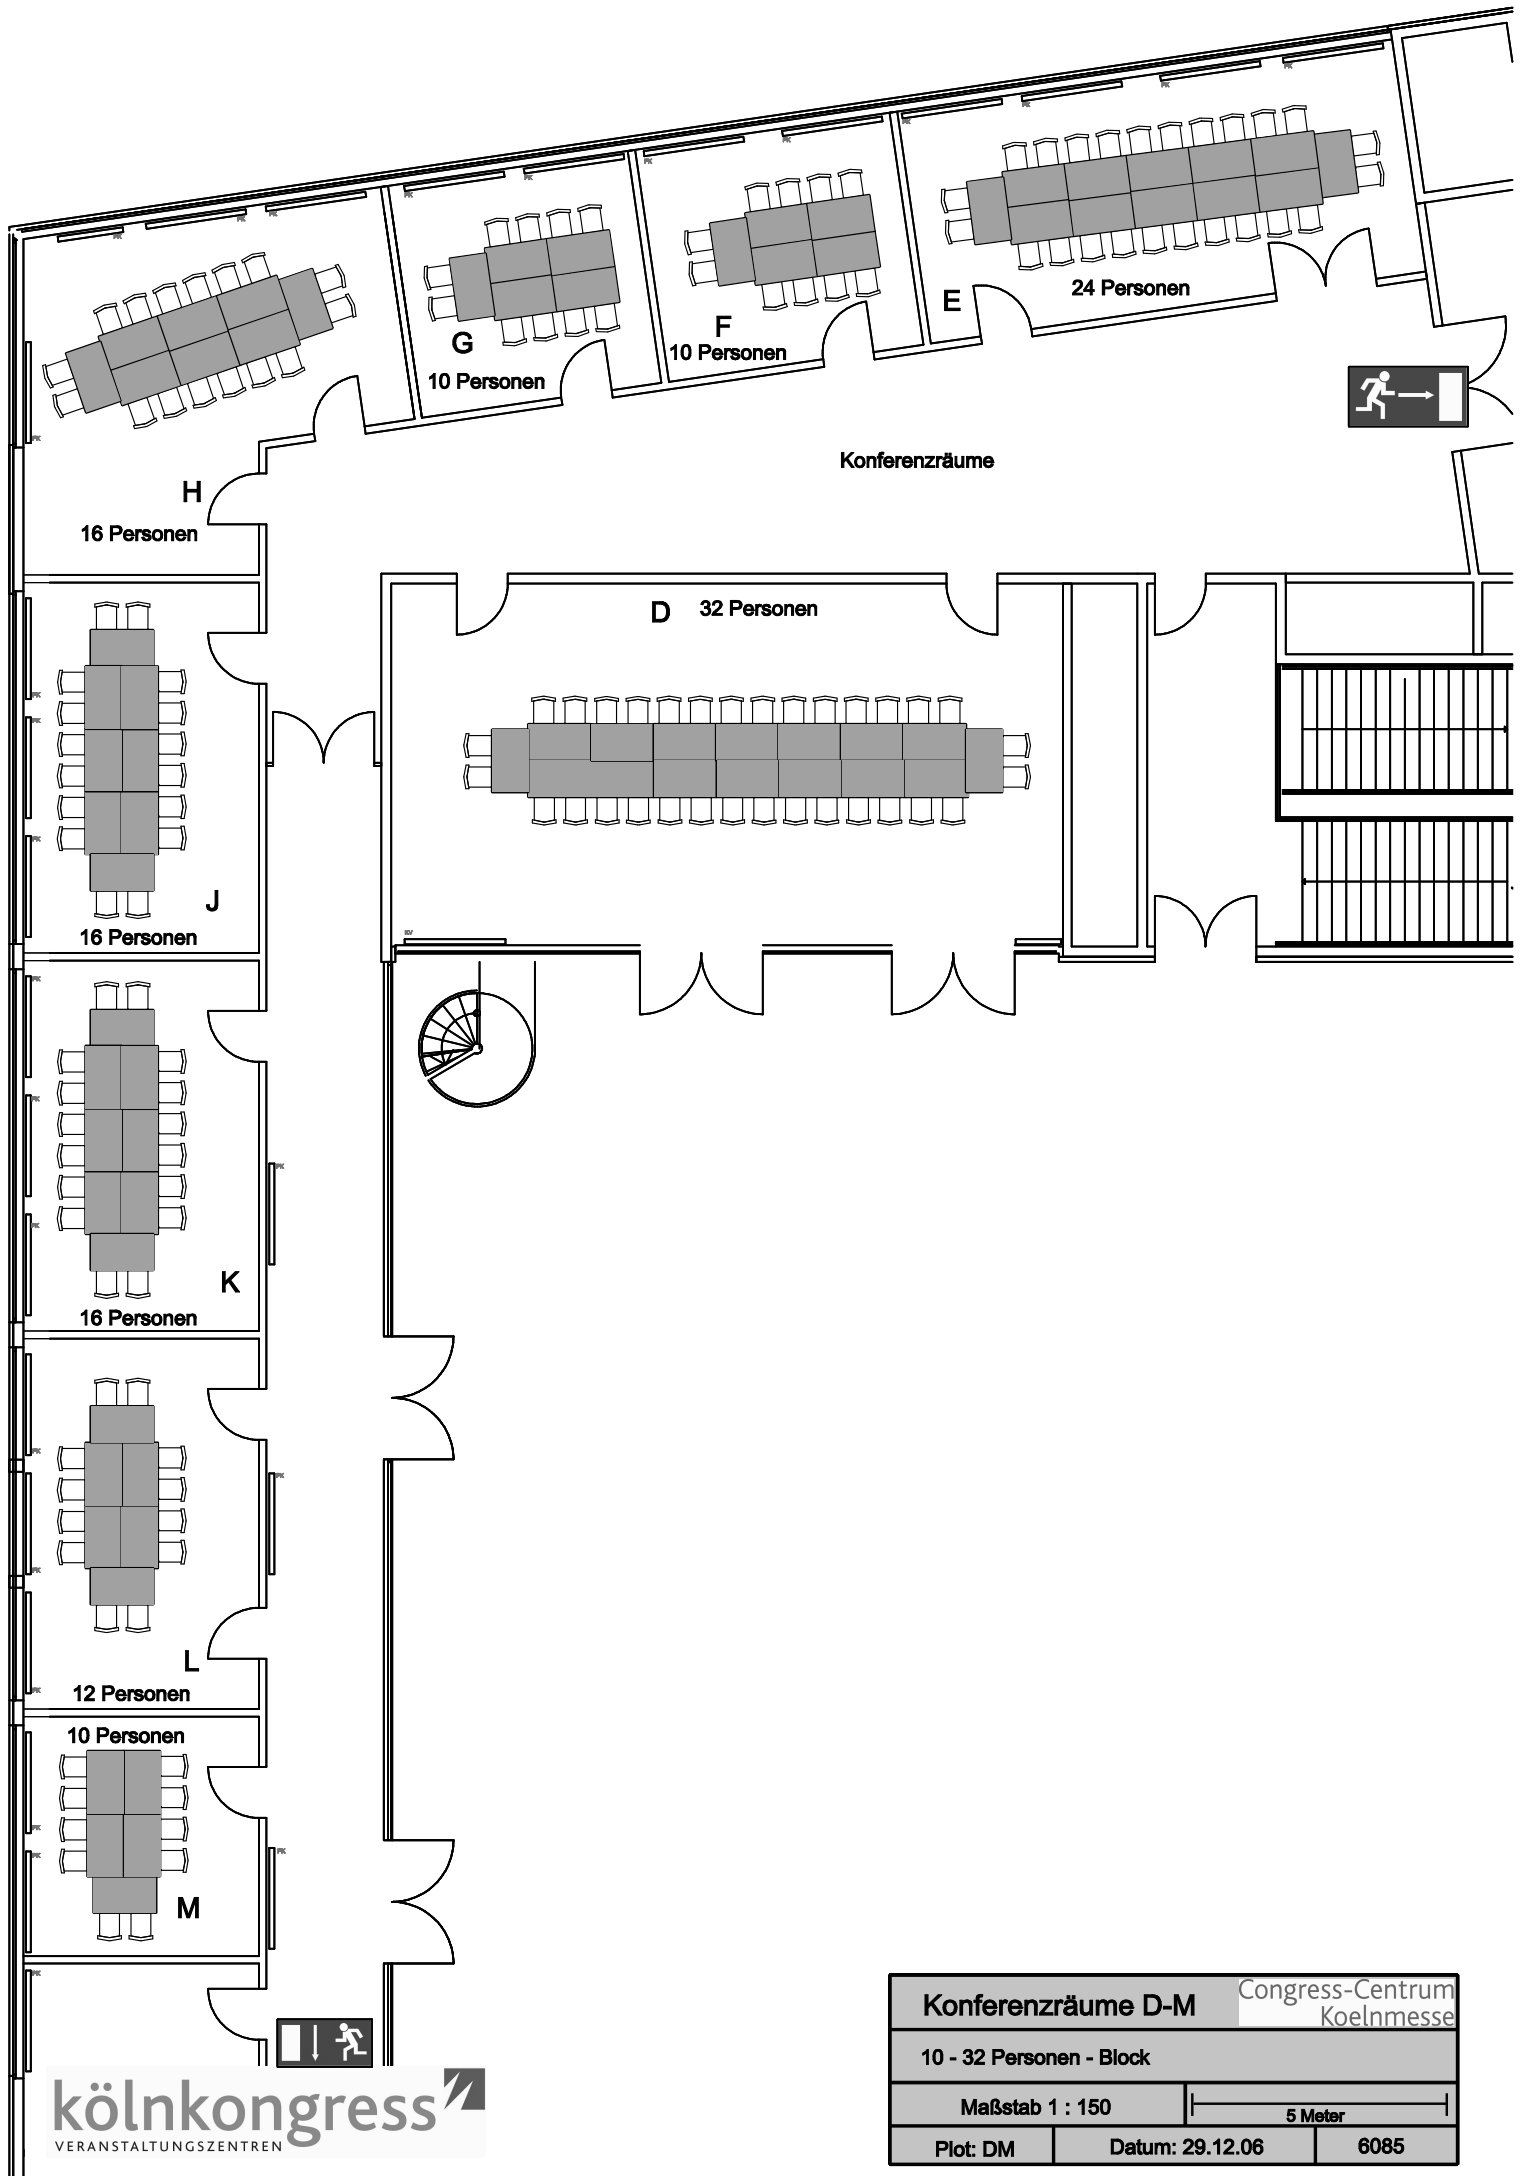 E
24 Personen
F
10 Personen
G
10 Personen
Konferenzräume
H
16 Personen
D 32 Personen
J
16 Personen
K
16 Personen
L
12 Personen
10 Personen
M
Konferenzräume D-M
Congress-Centrum
Koelnmesse
10 - 32 Personen - Block
Maßstab 1 : 150
5 Meter
Plot: DM
Datum: 29.12.06
6085
kölnkongress
VERANSTALTUNGSZENTREN